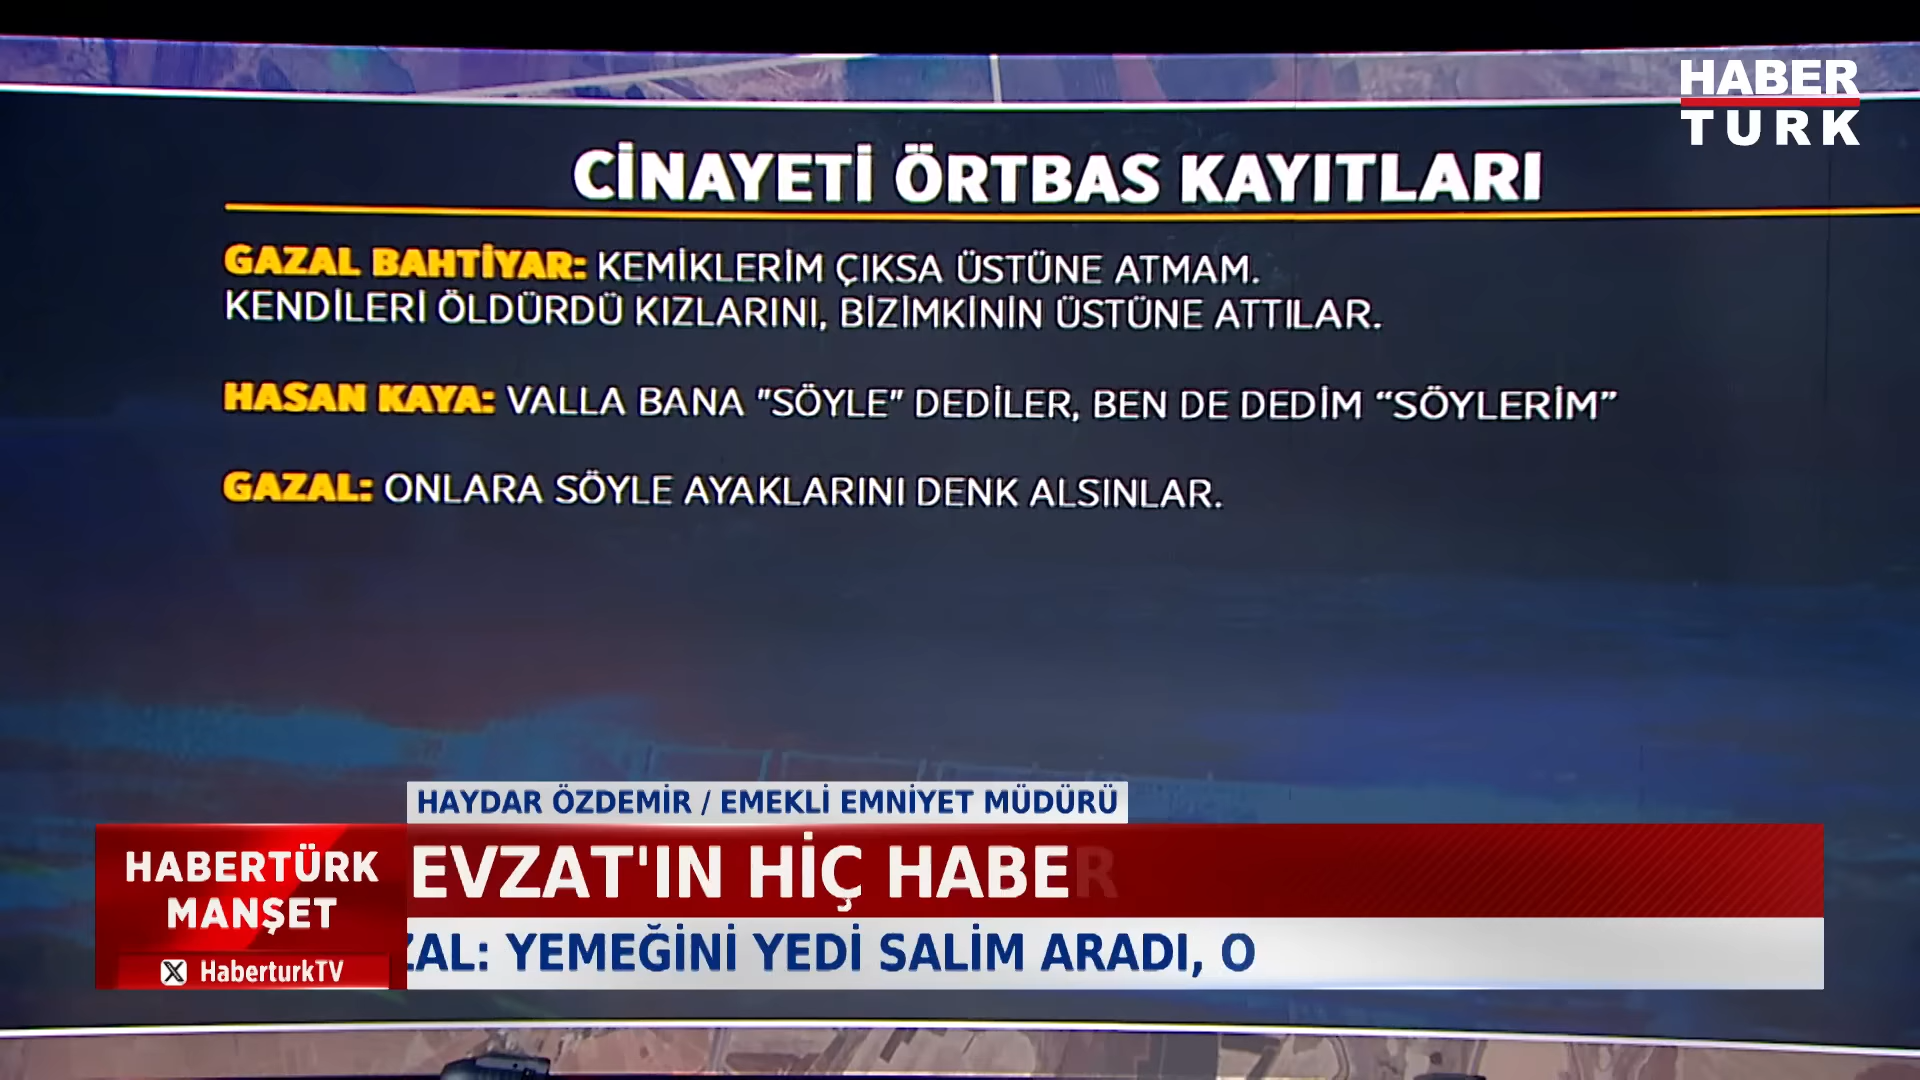 HABER
TURK
CİNAYETİ ÖRTBAS KAYITLARI
GAZAL BAHTİYAR: KEMİKLERİM ÇIKSA ÜSTÜNE ATMAM.
KENDİLERİ ÖLDÜRDÜ KIZLARINI, BİZİMKİNİN ÜSTÜNE ATTILAR.
HASAN KAYA: VALLA BANA "SÖYLE" DEDİLER, BEN DE DEDİM “SÖYLERİM”
GAZAL: ONLARA SÖYLE AYAKLARINI DENK ALSINLAR.
HAYDAR ÖZDEMİR / EMEKLİ EMNİYET MÜDÜRÜ
HABERTÜRK
MANŞET
EVZAT'IN HİÇ HABER
ZAL: YEMEĞİNİ YEDİ SALİM ARADI, O
X HaberturkTV